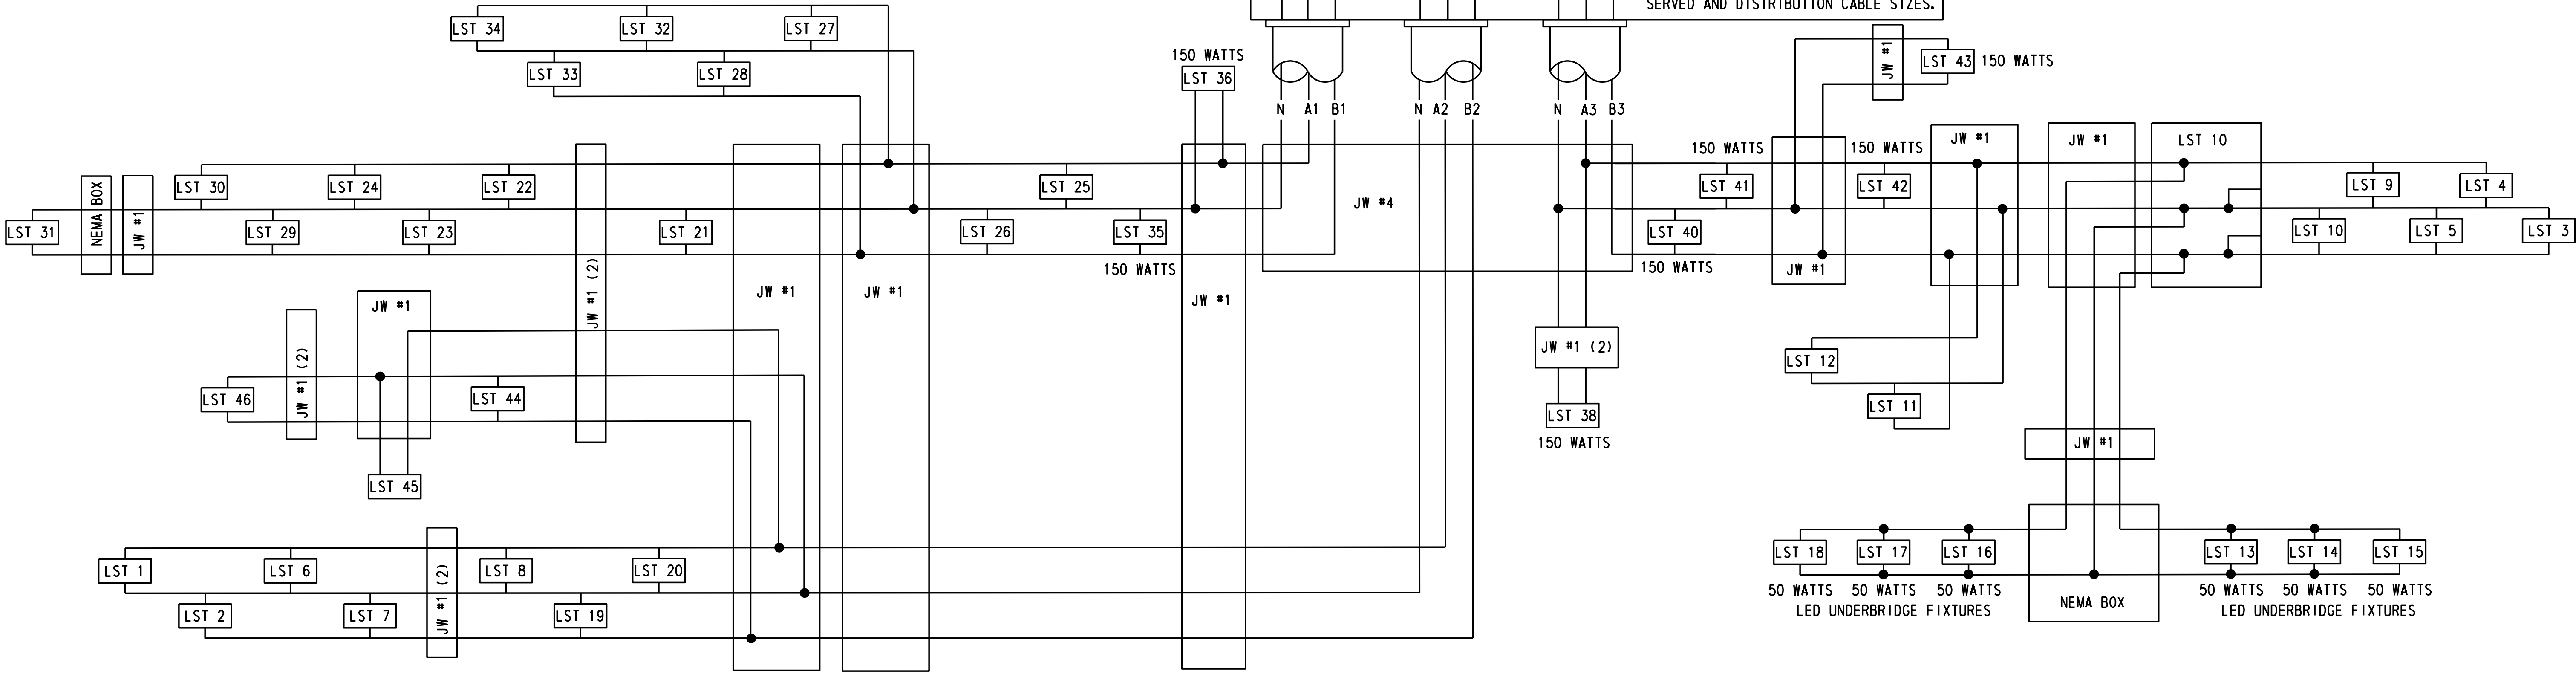 SERVED AND DISTRIBUTION CABLE SIZES.
LST 34
LST 32
LST 27
LST 33
LST 28
150 WATTS
LST 36
JW #1
LST 43
150 WATTS
N A1 B1
N A2 B2
N A3 B3
LST 31
NEMA BOX
JW #1
LST 30
LST 29
LST 24
LST 23
LST 22
JW #1 (2)
LST 21
JW #1
JW #1
LST 26
LST 25
LST 35
150 WATTS
JW #1
JW #4
150 WATTS
LST 41
LST 40
150 WATTS
JW #1
150 WATTS
LST 42
JW #1
JW #1
LST 10
LST 9
LST 4
LST 10
LST 5
LST 3
JW #1
JW #1 (2)
LST 46
LST 44
LST 45
JW #1 (2)
LST 38
150 WATTS
LST 12
LST 11
JW #1
LST 1
LST 6
JW #1 (2)
LST 8
LST 20
LST 2
LST 7
LST 19
LST 18
LST 17
LST 16
50 WATTS
50 WATTS
50 WATTS
LED UNDERBRIDGE FIXTURES
NEMA BOX
LST 13
LST 14
LST 15
50 WATTS
50 WATTS
50 WATTS
LED UNDERBRIDGE FIXTURES